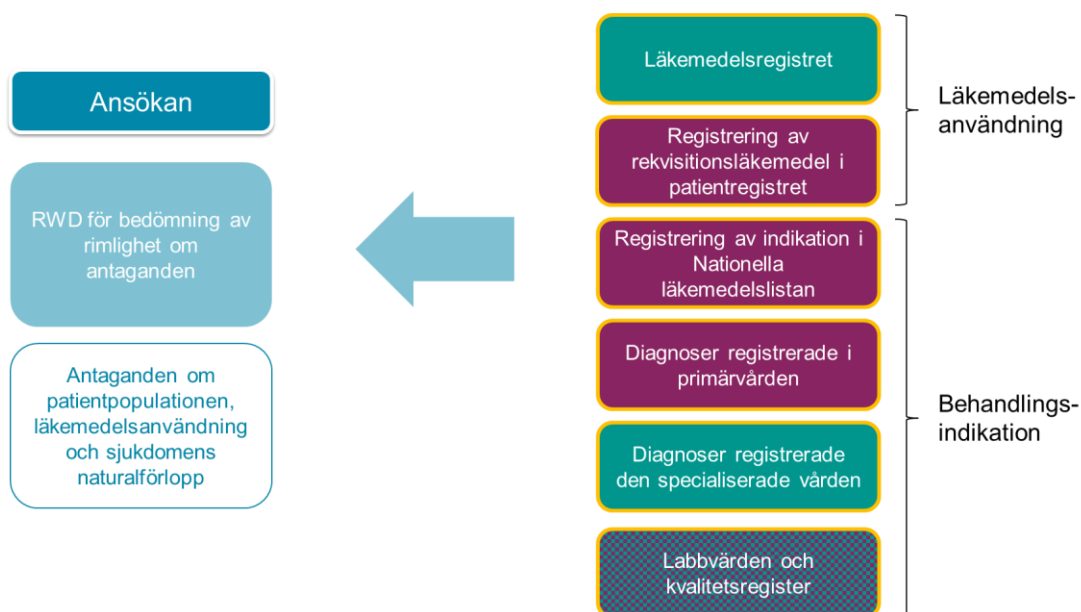 Ansökan
RWD för bedömning av
rimlighet om
antaganden
Antaganden om
patientpopulationen,
läkemedelsanvändning
och sjukdomens
naturalförlopp
Läkemedelsregistret
Registrering av
rekvisitionsläkemedel i
patientregistret
Registrering av indikation i
Nationella
läkemedelslistan
Diagnoser registrerade i
primärvården
Diagnoser registrerade
den specialiserade vården
Labbvärden och
kvalitetsregister
Läkemedels-
användning
Behandlings-
indikation